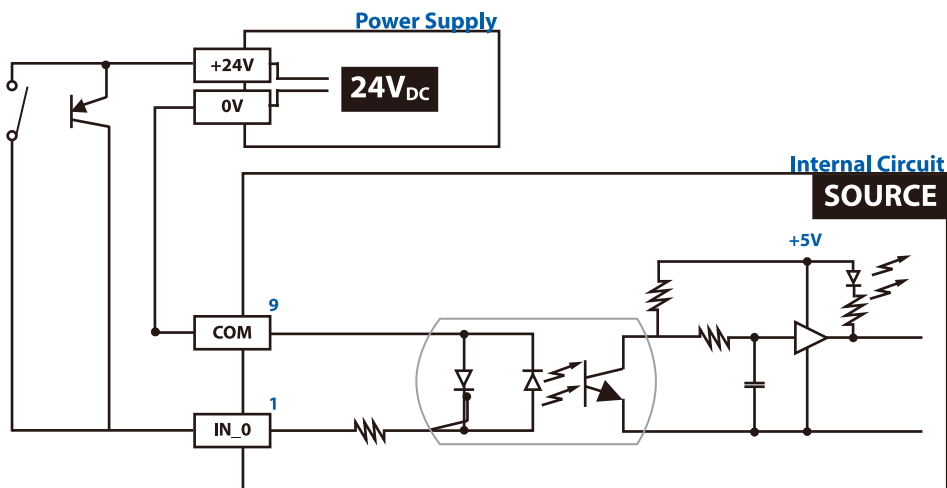 Power Supply
+24V
24VDC
0V
Internal Circuit
SOURCE
+5V
9
COM
1
IN_0